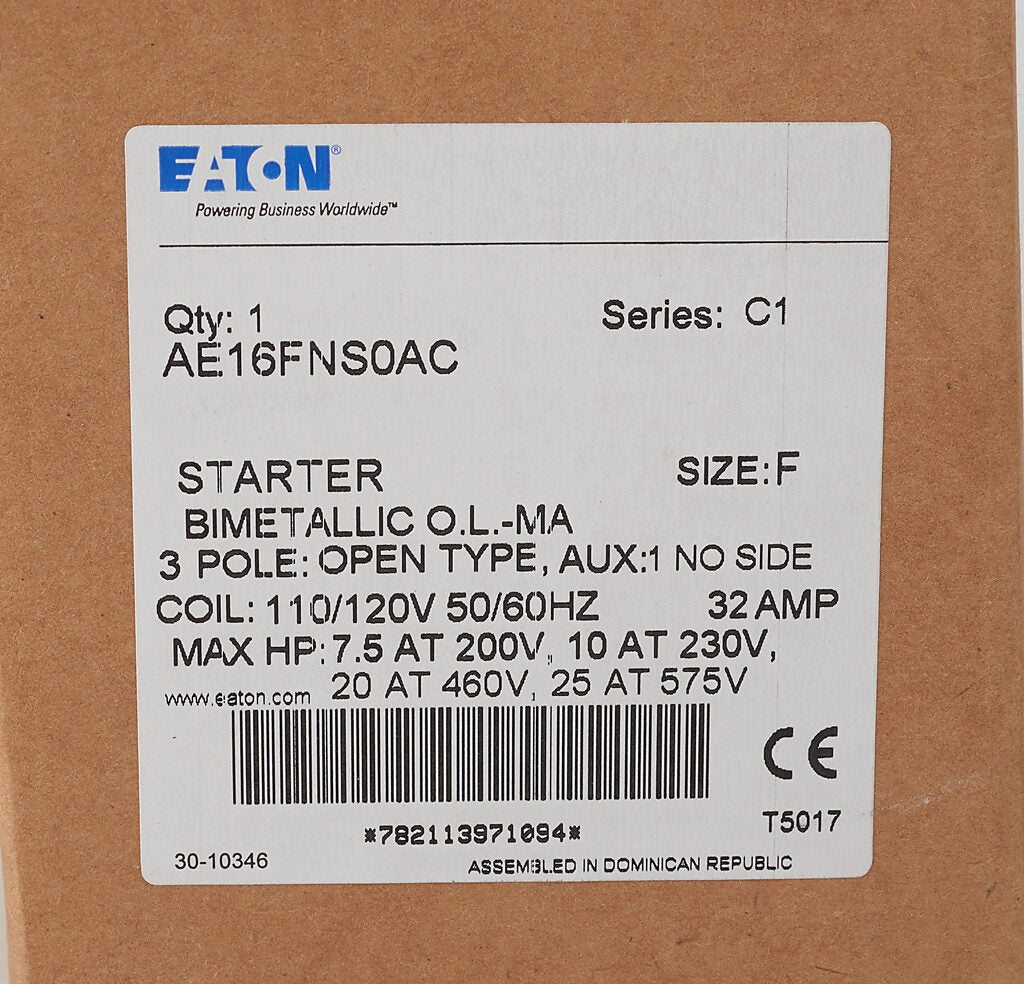 EATON®
Powering Business Worldwide™
Qty: 1 Series: C1
AE16FNS0AC
STARTER SIZE:F
BIMETALLIC O.L.-MA
3 POLE: OPEN TYPE, AUX:1 NO SIDE
COIL: 110/120V 50/60HZ 32 AMP
MAX HP: 7.5 AT 200V, 10 AT 230V,
www.eaton.com 20 AT 460V, 25 AT 575V
CE
*782113971094* T5017
30-10346 ASSEMBLED IN DOMINICAN REPUBLIC